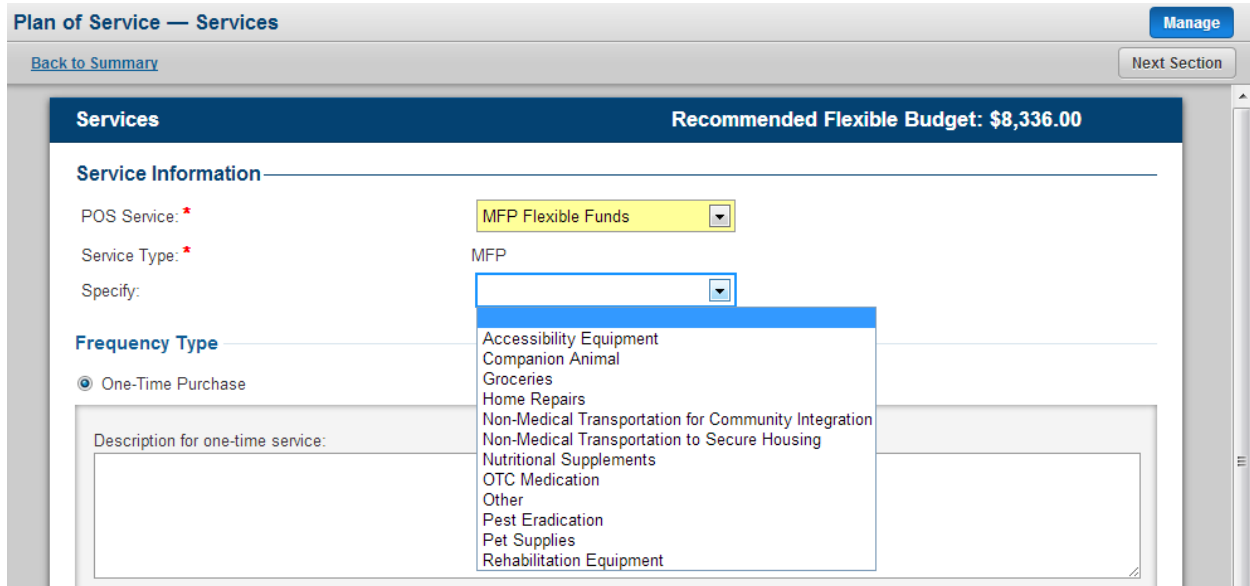 Plan of Service — Services
Manage
Back to Summary
Next Section
Services
Recommended Flexible Budget: $8,336.00
Service Information
POS Service: *
MFP Flexible Funds
Service Type: *
MFP
Specify:
Accessibility Equipment
Companion Animal
Groceries
Home Repairs
Non-Medical Transportation for Community Integration
Non-Medical Transportation to Secure Housing
Nutritional Supplements
OTC Medication
Other
Pest Eradication
Pet Supplies
Rehabilitation Equipment
Frequency Type
One-Time Purchase
Description for one-time service: